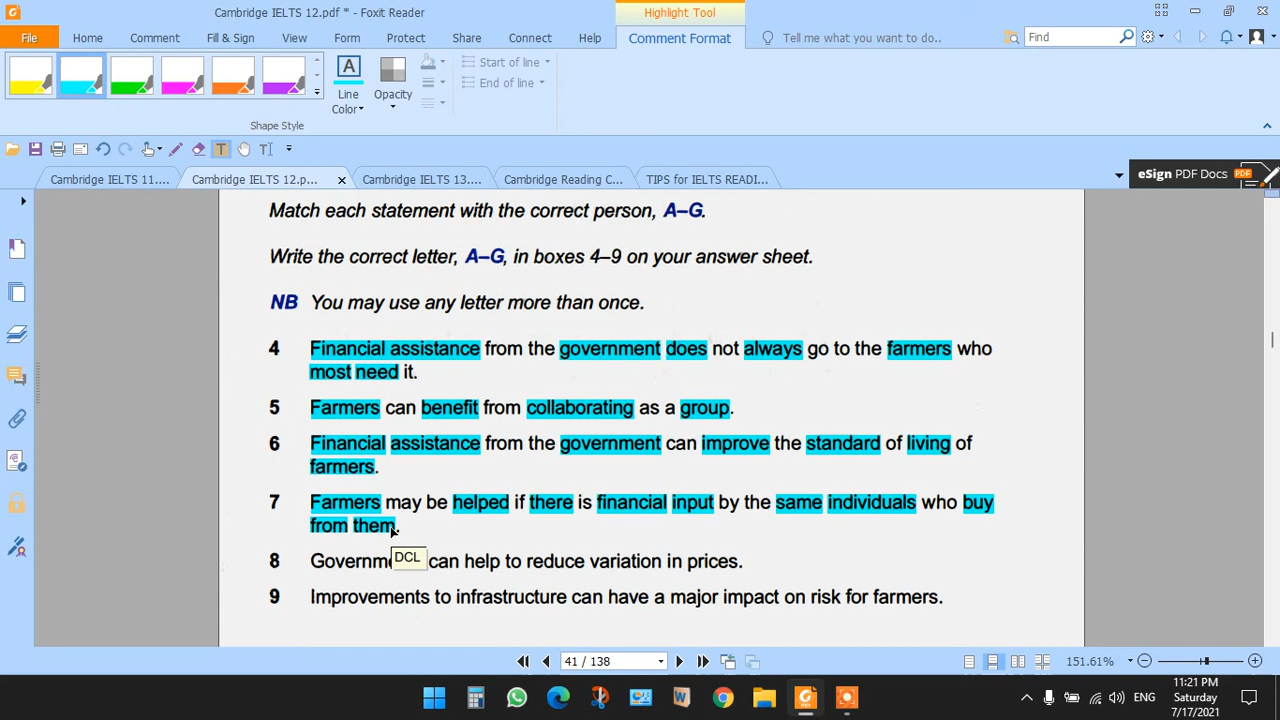 Cambridge IELTS 12.pdf * - Foxit Reader
Highlight Tool
File Home Comment Fill & Sign View Form Protect Share Connect Help Comment Format Tell me what you want to do.. Find
Line Color
Opacity
Start of line
End of line
Shape Style
Cambridge IELTS 11.... Cambridge IELTS 12.p... Cambridge IELTS 13.... Cambridge Reading C... TIPS for IELTS READI...
eSign PDF Docs
PDF
Match each statement with the correct person, A–G.
Write the correct letter, A–G, in boxes 4–9 on your answer sheet.
NB You may use any letter more than once.
4 Financial assistance from the government does not always go to the farmers who
most need it.
5 Farmers can benefit from collaborating as a group.
6 Financial assistance from the government can improve the standard of living of
farmers.
7 Farmers may be helped if there is financial input by the same individuals who buy
from them.
DCL
8 Governme can help to reduce variation in prices.
9 Improvements to infrastructure can have a major impact on risk for farmers.
41 / 138
151.61%
ENG
11:21 PM
Saturday
7/17/2021